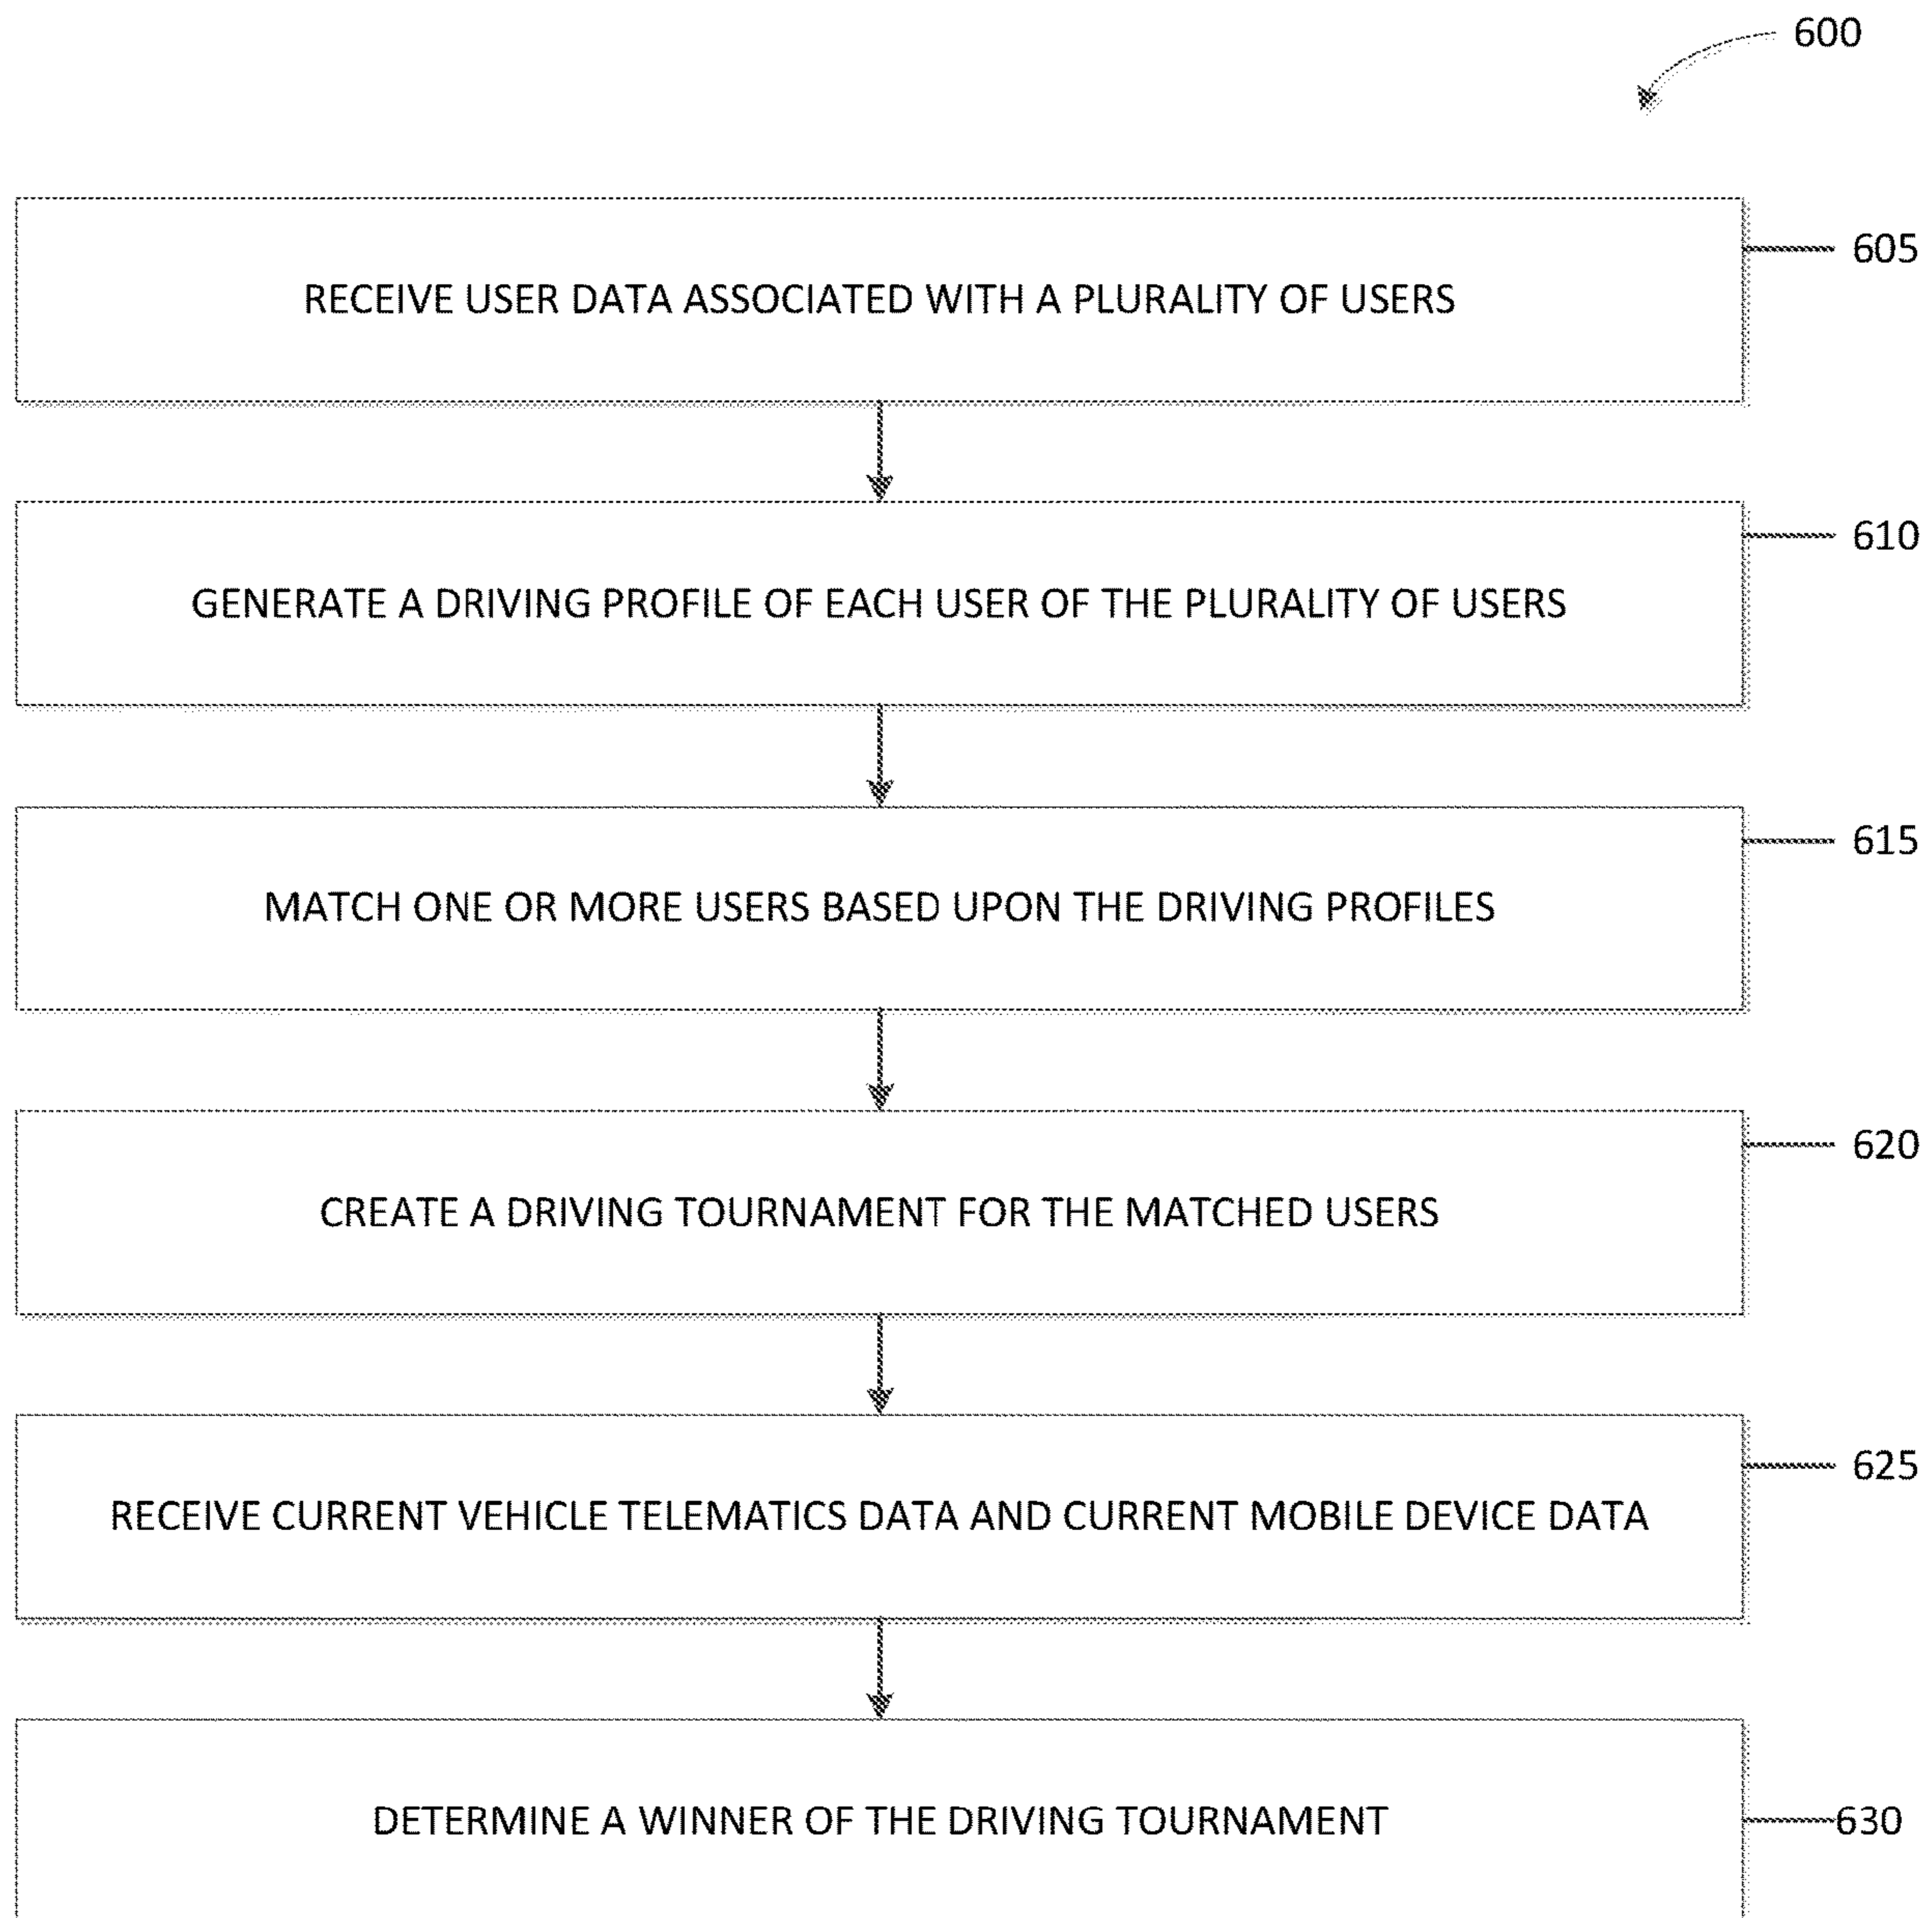 600
RECEIVE USER DATA ASSOCIATED WITH A PLURALITY OF USERS
605
GENERATE A DRIVING PROFILE OF EACH USER OF THE PLURALITY OF USERS
610
MATCH ONE OR MORE USERS BASED UPON THE DRIVING PROFILES
615
CREATE A DRIVING TOURNAMENT FOR THE MATCHED USERS
620
RECEIVE CURRENT VEHICLE TELEMATICS DATA AND CURRENT MOBILE DEVICE DATA
625
DETERMINE A WINNER OF THE DRIVING TOURNAMENT
630